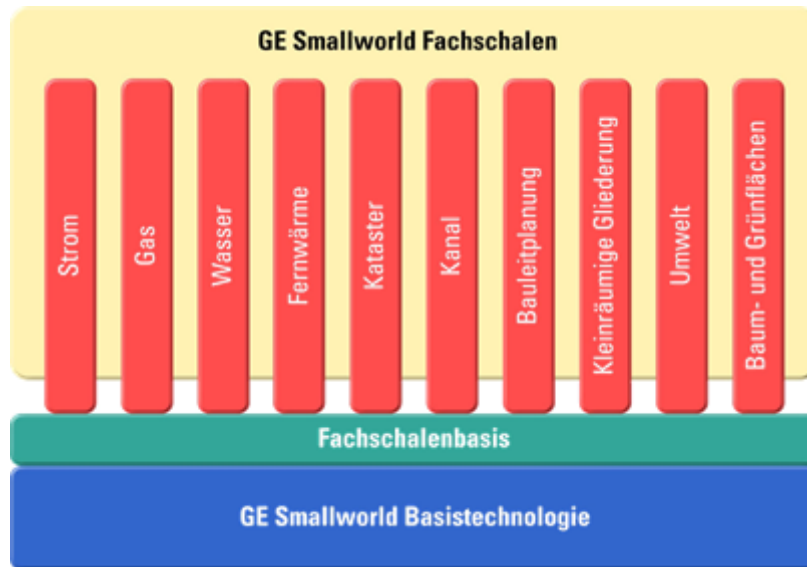 GE Smallworld Fachschalen
Strom
Gas
Wasser
Fernwärme
Kataster
Kanal
Bauleitplanung
Kleinräumige Gliederung
Umwelt
Baum- und Grünflächen
Fachschalenbasis
GE Smallworld Basistechnologie